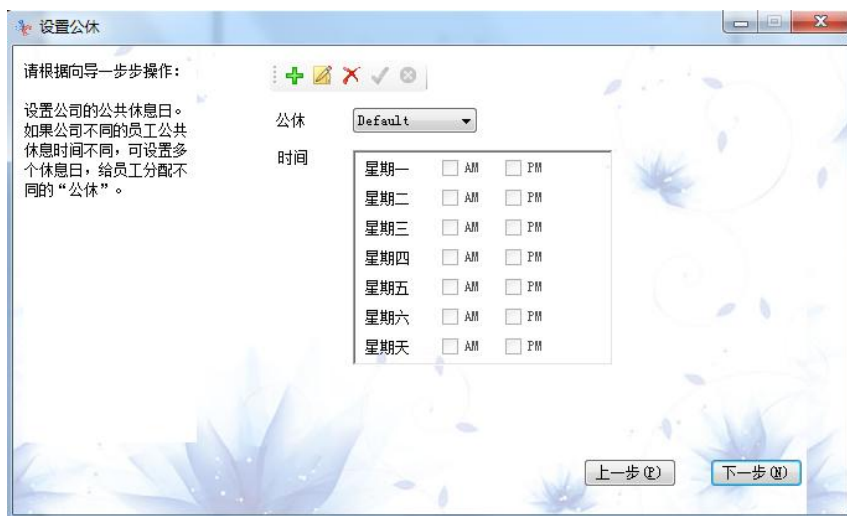 设置公休
请根据向导一步步操作：
设置公司的公共休息日。
如果公司不同的员工公共
休息时间不同，可设置多
个休息日，给员工分配不
同的“公休”。
公休 Default
时间
星期一 AM PM
星期二 AM PM
星期三 AM PM
星期四 AM PM
星期五 AM PM
星期六 AM PM
星期天 AM PM
上一步(P) 下一步(N)